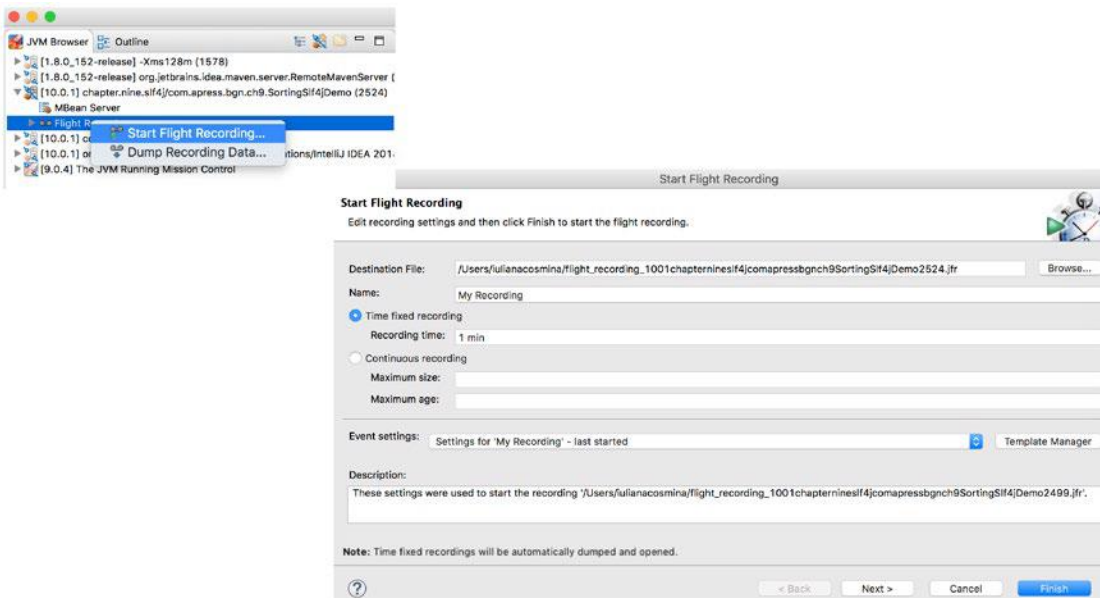 JVM Browser Outline
[1.8.0_152-release] -Xms128m (1578)
[1.8.0_152-release] org.jetbrains.idea.maven.server.RemoteMavenServer (
[10.0.1] chapter.nine.slf4j/com.apress.bgn.ch9.SortingSlf4jDemo (2524)
MBean Server
Flight R
Start Flight Recording...
[10.0.1] c
Dump Recording Data...
[10.0.1] or
ations/IntelliJ IDEA 201
[9.0.4] The JVM Running Mission Control
Start Flight Recording
Start Flight Recording
Edit recording settings and then click Finish to start the flight recording.
Destination File: /Users/iulianacosmina/flight_recording_1001chapternineslf4jcomapressbgnch9SortingSlf4jDemo2524.jfr Browse...
Name: My Recording
Time fixed recording
Recording time: 1 min
Continuous recording
Maximum size:
Maximum age:
Event settings: Settings for 'My Recording' - last started Template Manager
Description:
These settings were used to start the recording '/Users/iulianacosmina/flight_recording_1001chapternineslf4jcomapressbgnch9SortingSlf4jDemo2499.jfr'.
Note: Time fixed recordings will be automatically dumped and opened.
? < Back Next > Cancel Finish